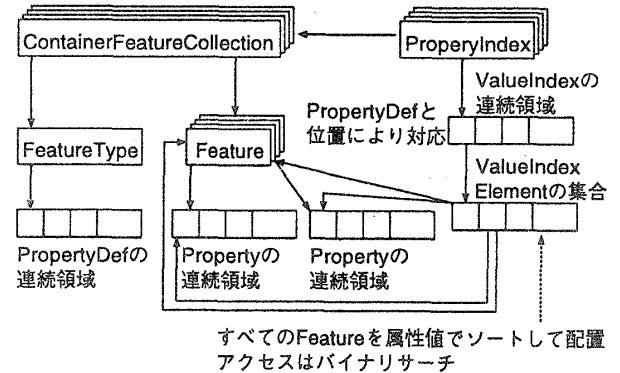 ContainerFeatureCollection
ProperyIndex
ValueIndexの
連続領域
PropertyDefと
位置により対応
FeatureType
Feature
ValueIndex
Elementの集合
PropertyDefの
連続領域
Propertyの
連続領域
Propertyの
連続領域
すべてのFeatureを属性値でソートして配置
アクセスはバイナリサーチ